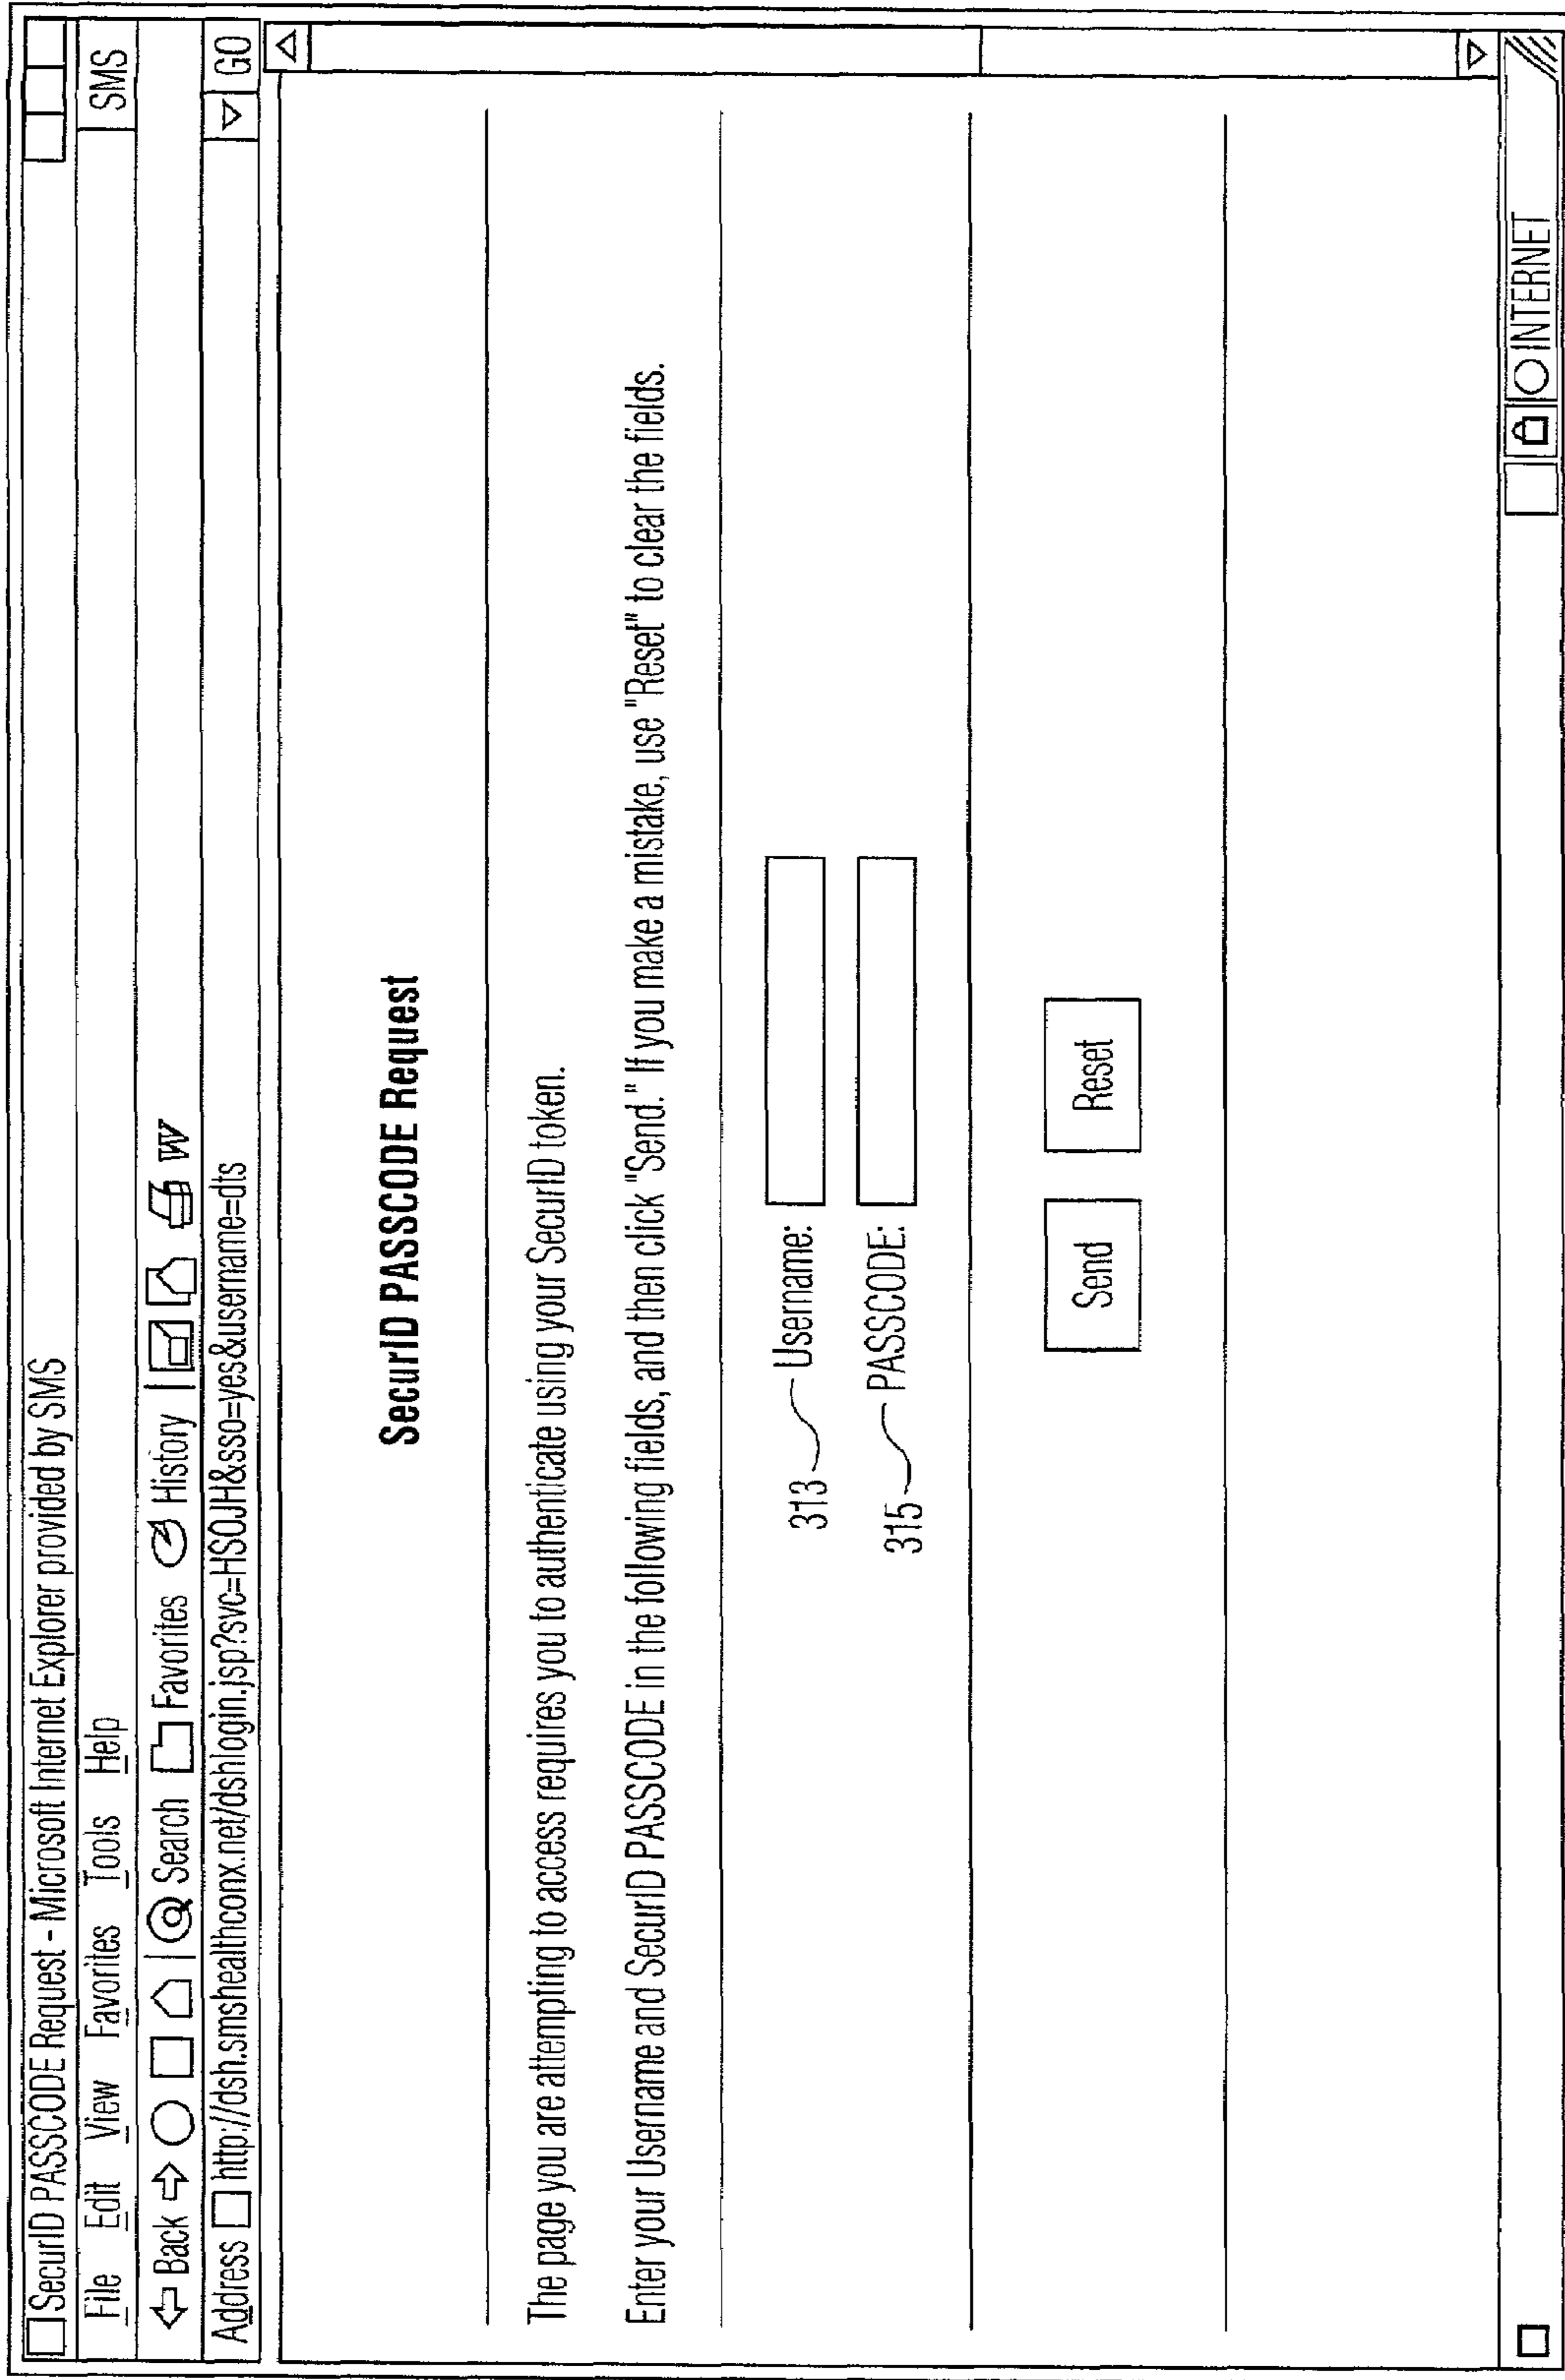 SecurID PASSCODE Request - Microsoft Internet Explorer provided by SMS
File Edit View Favorites Tools Help SMS
Back Search Favorites History W
Address http://dsh.smshealthconx.net/dshlogin.jsp?svc=HSOJH&sso=yes&username=dts GO
SecurID PASSCODE Request
The page you are attempting to access requires you to authenticate using your SecurID token.
Enter your Username and SecurID PASSCODE in the following fields, and then click "Send." If you make a mistake, use "Reset" to clear the fields.
313 Username:
315 PASSCODE:
Send Reset
INTERNET